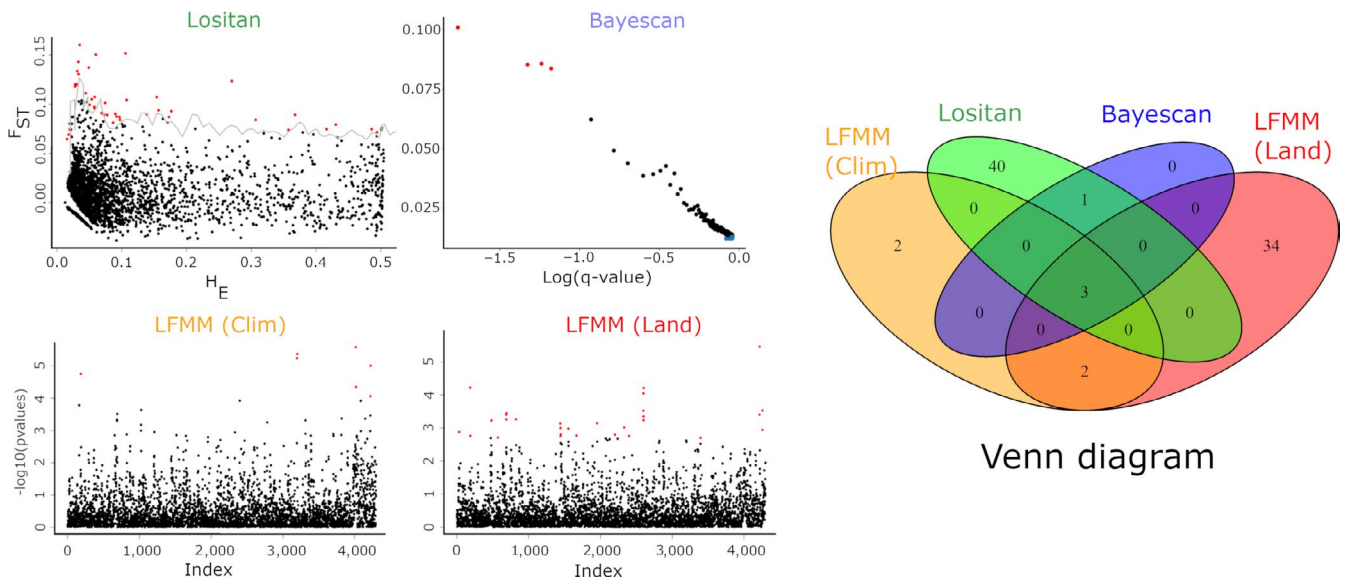 Lositan
0.15
0.10
0.05
0.00
F ST
0.0 0.1 0.2 0.3 0.4 0.5
H E
Bayescan
0.100
0.075
0.050
0.025
−1.5 −1.0 −0.5 0.0
Log(q-value)
LFMM (Clim)
5
4
3
2
1
0
-log10(pvalues)
0 1,000 2,000 3,000 4,000
Index
LFMM (Land)
5
4
3
2
1
0
0 1,000 2,000 3,000 4,000
Index
Lositan Bayescan
LFMM
(Clim)
LFMM
(Land)
40 0
1
0 0
2 0 0 34
3
0 0 0 0
2
Venn diagram